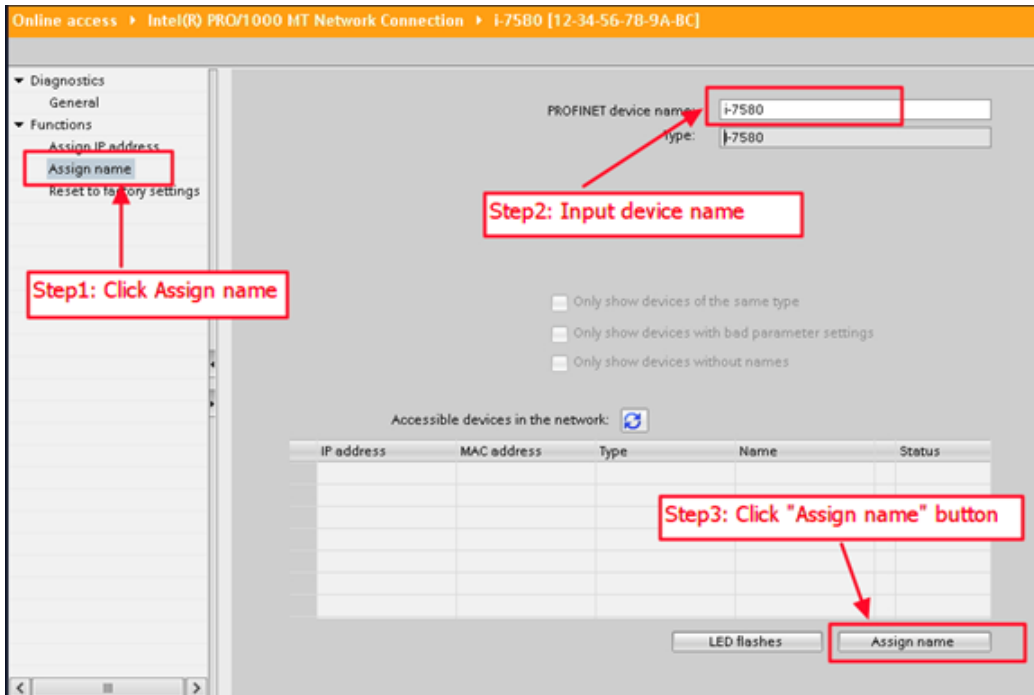 Online access ▸ Intel(R) PRO/1000 MT Network Connection ▸ i-7580 [12-34-56-78-9A-BC]
Diagnostics
General
Functions
Assign IP address
Assign name
Reset to factory settings
Step1: Click Assign name
PROFINET device name: i-7580
Type: i-7580
Step2: Input device name
Only show devices of the same type
Only show devices with bad parameter settings
Only show devices without names
Accessible devices in the network:
IP address MAC address Type Name Status
Step3: Click "Assign name" button
LED flashes Assign name